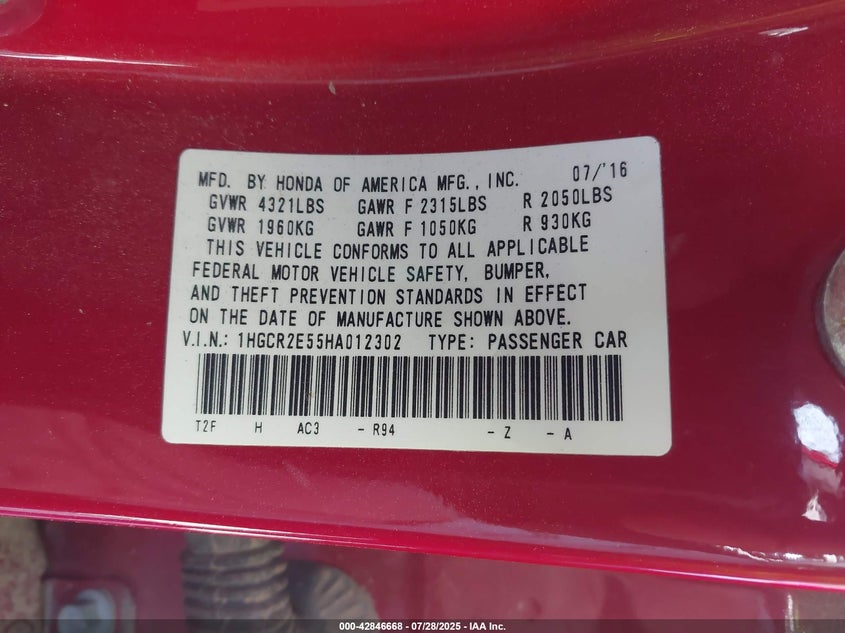 MFD. BY HONDA OF AMERICA MFG., INC. 07/'16
GVWR 4321LBS GAWR F 2315LBS R 2050LBS
GVWR 1960KG GAWR F 1050KG R 930KG
THIS VEHICLE CONFORMS TO ALL APPLICABLE
FEDERAL MOTOR VEHICLE SAFETY, BUMPER,
AND THEFT PREVENTION STANDARDS IN EFFECT
ON THE DATE OF MANUFACTURE SHOWN ABOVE.
V.I.N.: 1HGCR2E55HA012302 TYPE: PASSENGER CAR
T2F H AC3 - R94 - Z - A
000-42846668 - 07/28/2025 - IAA Inc.